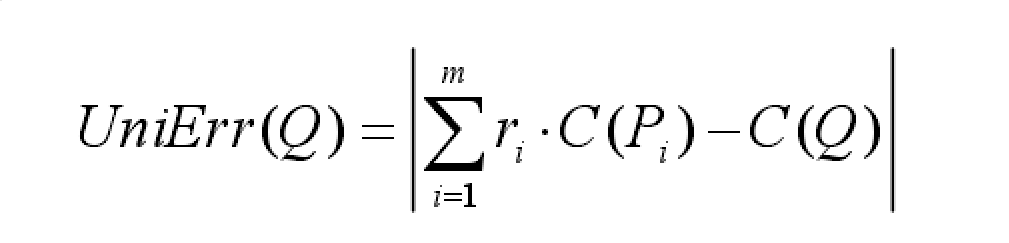 UniErr(Q) = |∑_{i=1}^{m} r_i · C(P_i) − C(Q)|